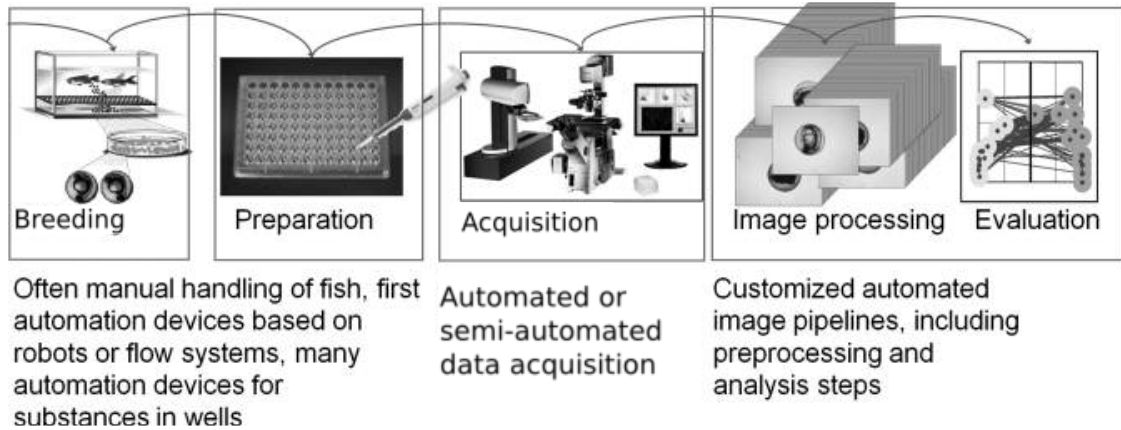 Breeding
Preparation
Acquisition
Image processing
Evaluation
Often manual handling of fish, first
automation devices based on
robots or flow systems, many
automation devices for
substances in wells
Automated or
semi-automated
data acquisition
Customized automated
image pipelines, including
preprocessing and
analysis steps